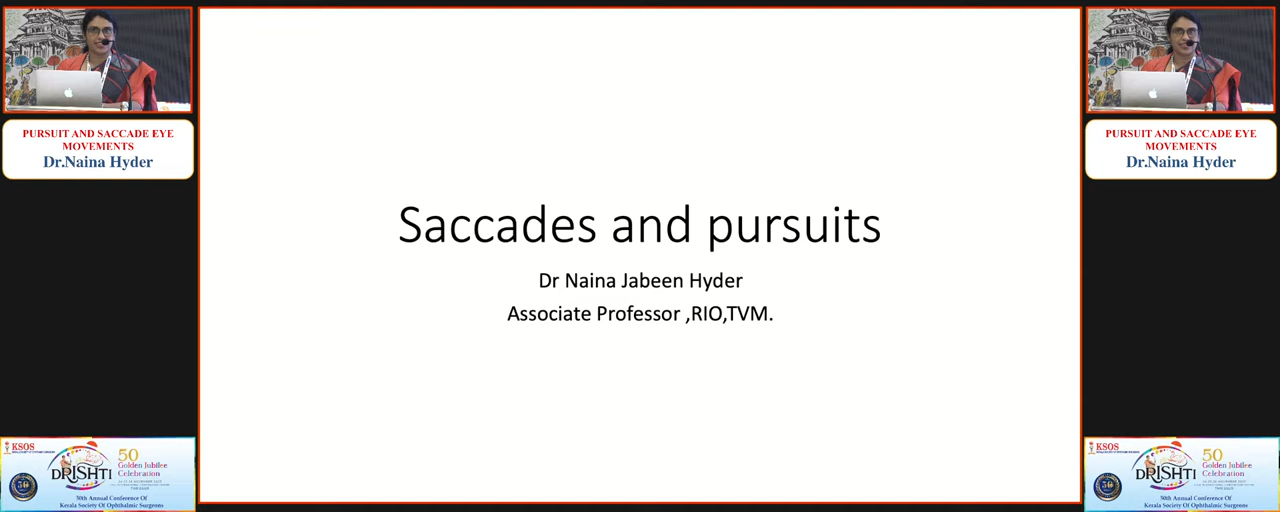 PURSUIT AND SACCADE EYE
MOVEMENTS
Dr.Naina Hyder
Saccades and pursuits
Dr Naina Jabeen Hyder
Associate Professor ,RIO,TVM.
PURSUIT AND SACCADE EYE
MOVEMENTS
Dr.Naina Hyder
KSOS
DRISHTI
50
Golden Jubilee
Celebration
50th Annual Conference Of
Kerala Society Of Ophthalmic Surgeons
KSOS
DRISHTI
50
Golden Jubilee
Celebration
50th Annual Conference Of
Kerala Society Of Ophthalmic Surgeons